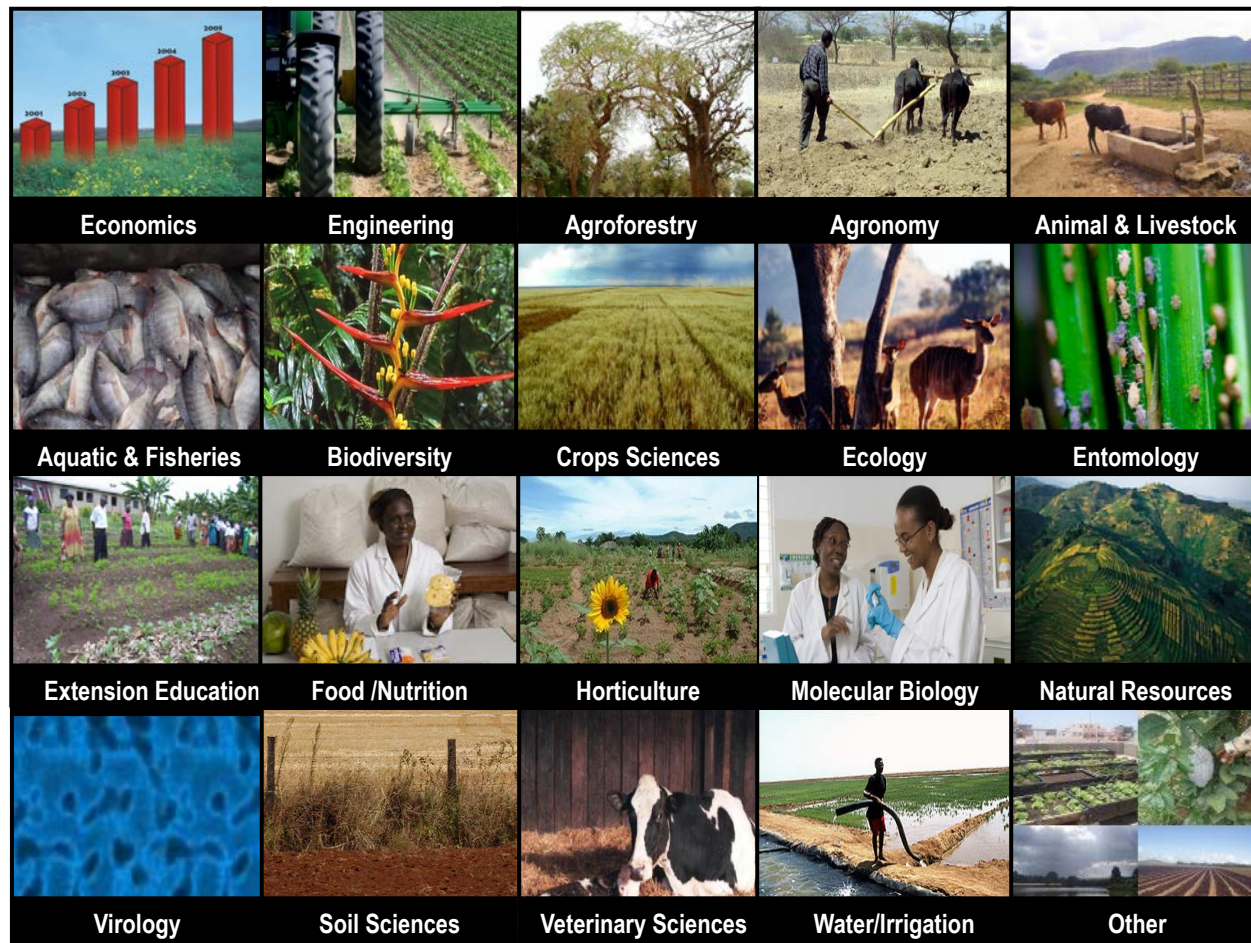 2001
2002
2003
2004
2005
Economics
Engineering
Agroforestry
Agronomy
Animal & Livestock
Aquatic & Fisheries
Biodiversity
Crops Sciences
Ecology
Entomology
Extension Education
Food /Nutrition
Horticulture
Molecular Biology
Natural Resources
Virology
Soil Sciences
Veterinary Sciences
Water/Irrigation
Other